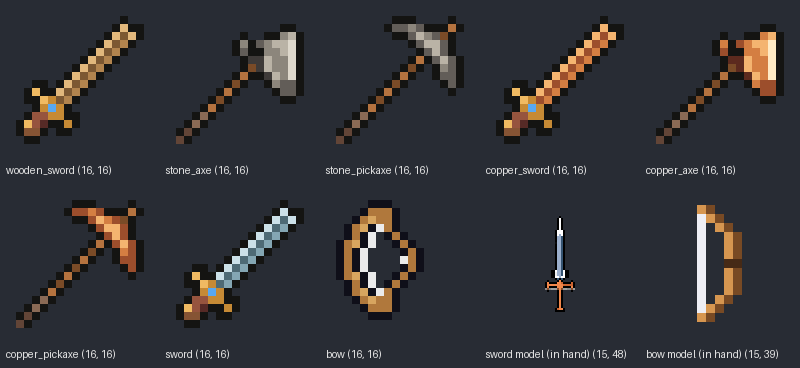 wooden_sword (16, 16)
stone_axe (16, 16)
stone_pickaxe (16, 16)
copper_sword (16, 16)
copper_axe (16, 16)
copper_pickaxe (16, 16)
sword (16, 16)
bow (16, 16)
sword model (in hand) (15, 48)
bow model (in hand) (15, 39)